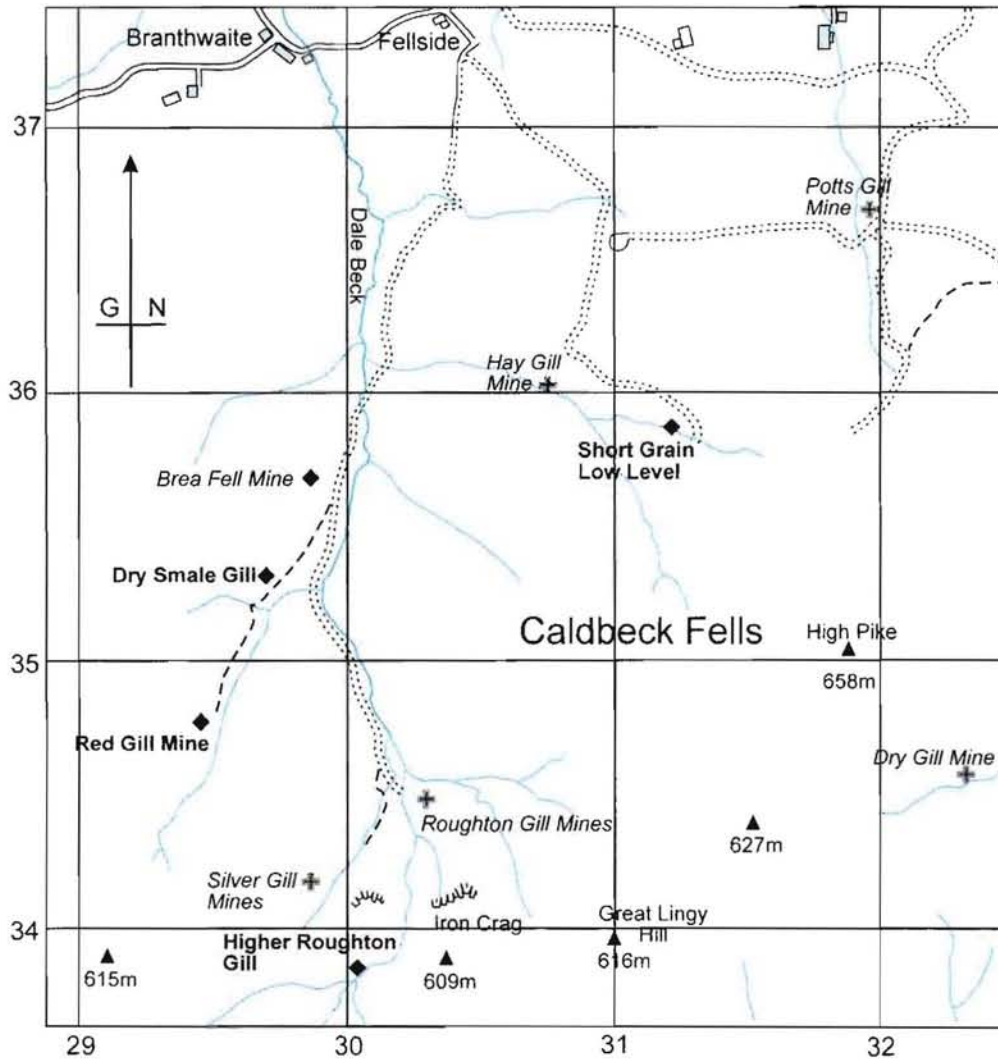 Branthwaite
Fellside
37
Potts Gill
Mine
Dale Beck
G N
Hay Gill
Mine
36
Short Grain
Low Level
Brea Fell Mine
Dry Smale Gill
Caldbeck Fells
High Pike
35
658m
Red Gill Mine
Dry Gill Mine
Roughton Gill Mines
627m
Silver Gill
Mines
Iron Crag
Great Lingy
Hill
34
Higher Roughton
Gill
615m
609m
616m
29
30
31
32